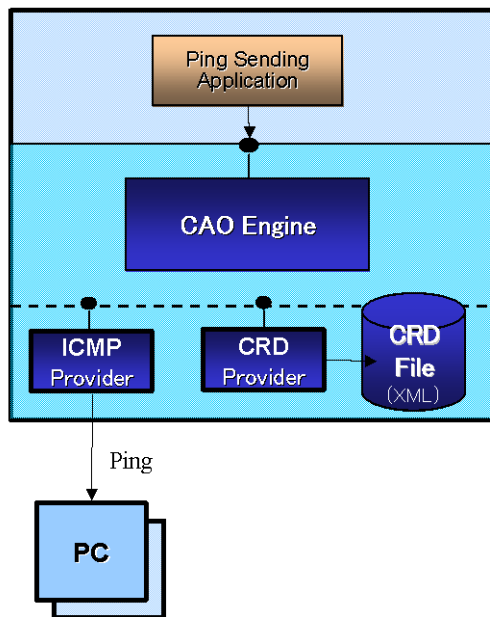 Ping Sending
Application
CAO Engine
ICMP
Provider
CRD
Provider
CRD
File
(XML)
Ping
PC